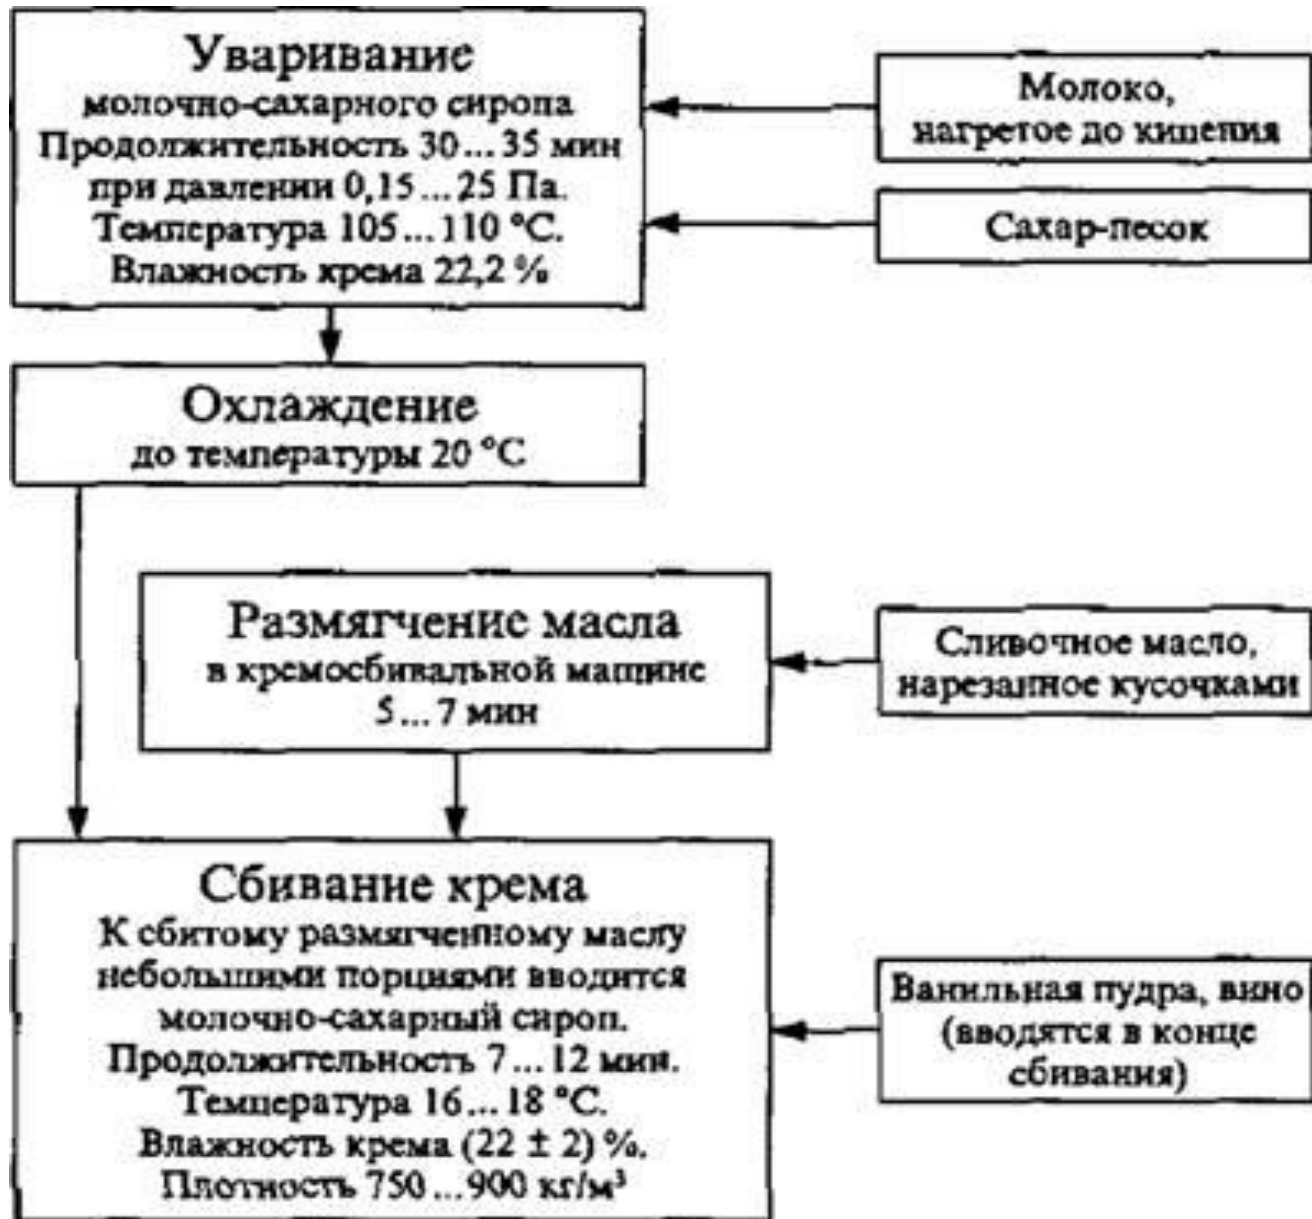 Уваривание
молочно-сахарного сиропа
Продолжительность 30...35 мин
при давлении 0,15...25 Па.
Температура 105...110 °С.
Влажность крема 22,2 %
Молоко,
нагретое до кипения
Сахар-песок
Охлаждение
до температуры 20 °С
Размягчение масла
в кремосбивальной машине
5...7 мин
Сливочное масло,
нарезанное кусочками
Сбивание крема
К сбитому размягченному маслу
небольшими порциями вводится
молочно-сахарный сироп.
Продолжительность 7...12 мин.
Температура 16...18 °С.
Влажность крема (22 ± 2) %.
Плотность 750...900 кг/м³
Ванильная пудра, вино
(вводятся в конце
сбивания)